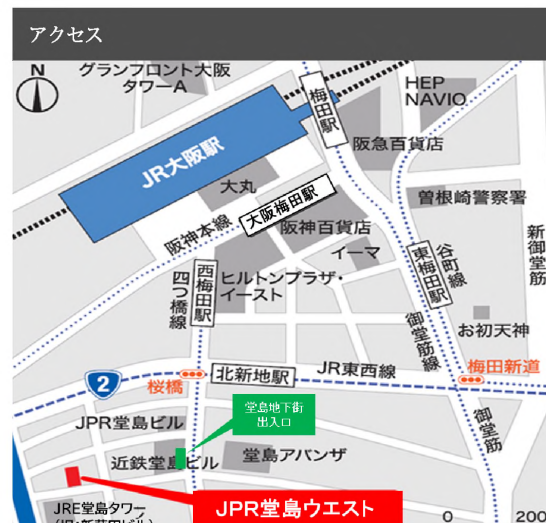 アクセス
N
グランフロント大阪
タワーA
HEP
NAVIO
梅田駅
JR大阪駅
阪急百貨店
大丸
大阪梅田駅
曽根崎警察署
阪神本線
阪神百貨店
イーマ
新御堂筋
谷町線
東梅田駅
西梅田駅
四つ橋線
ヒルトンプラザ・
イースト
御堂筋線
お初天神
JR東西線
梅田新道
2
北新地駅
桜橋
堂島地下街
出入口
御堂筋
JPR堂島ビル
近鉄堂島ビル
堂島アバンザ
JPR堂島ウエスト
JRE堂島タワー
0
200